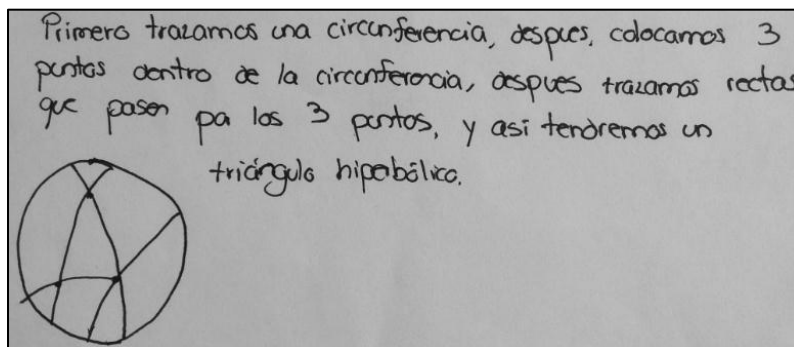 Primero trazamos una circunferencia, despues, colocamos 3
puntos dentro de la circunferencia, despues trazamos rectas
que pasen pa los 3 puntos, y asi tendremos un
triángulo hiperbólico.